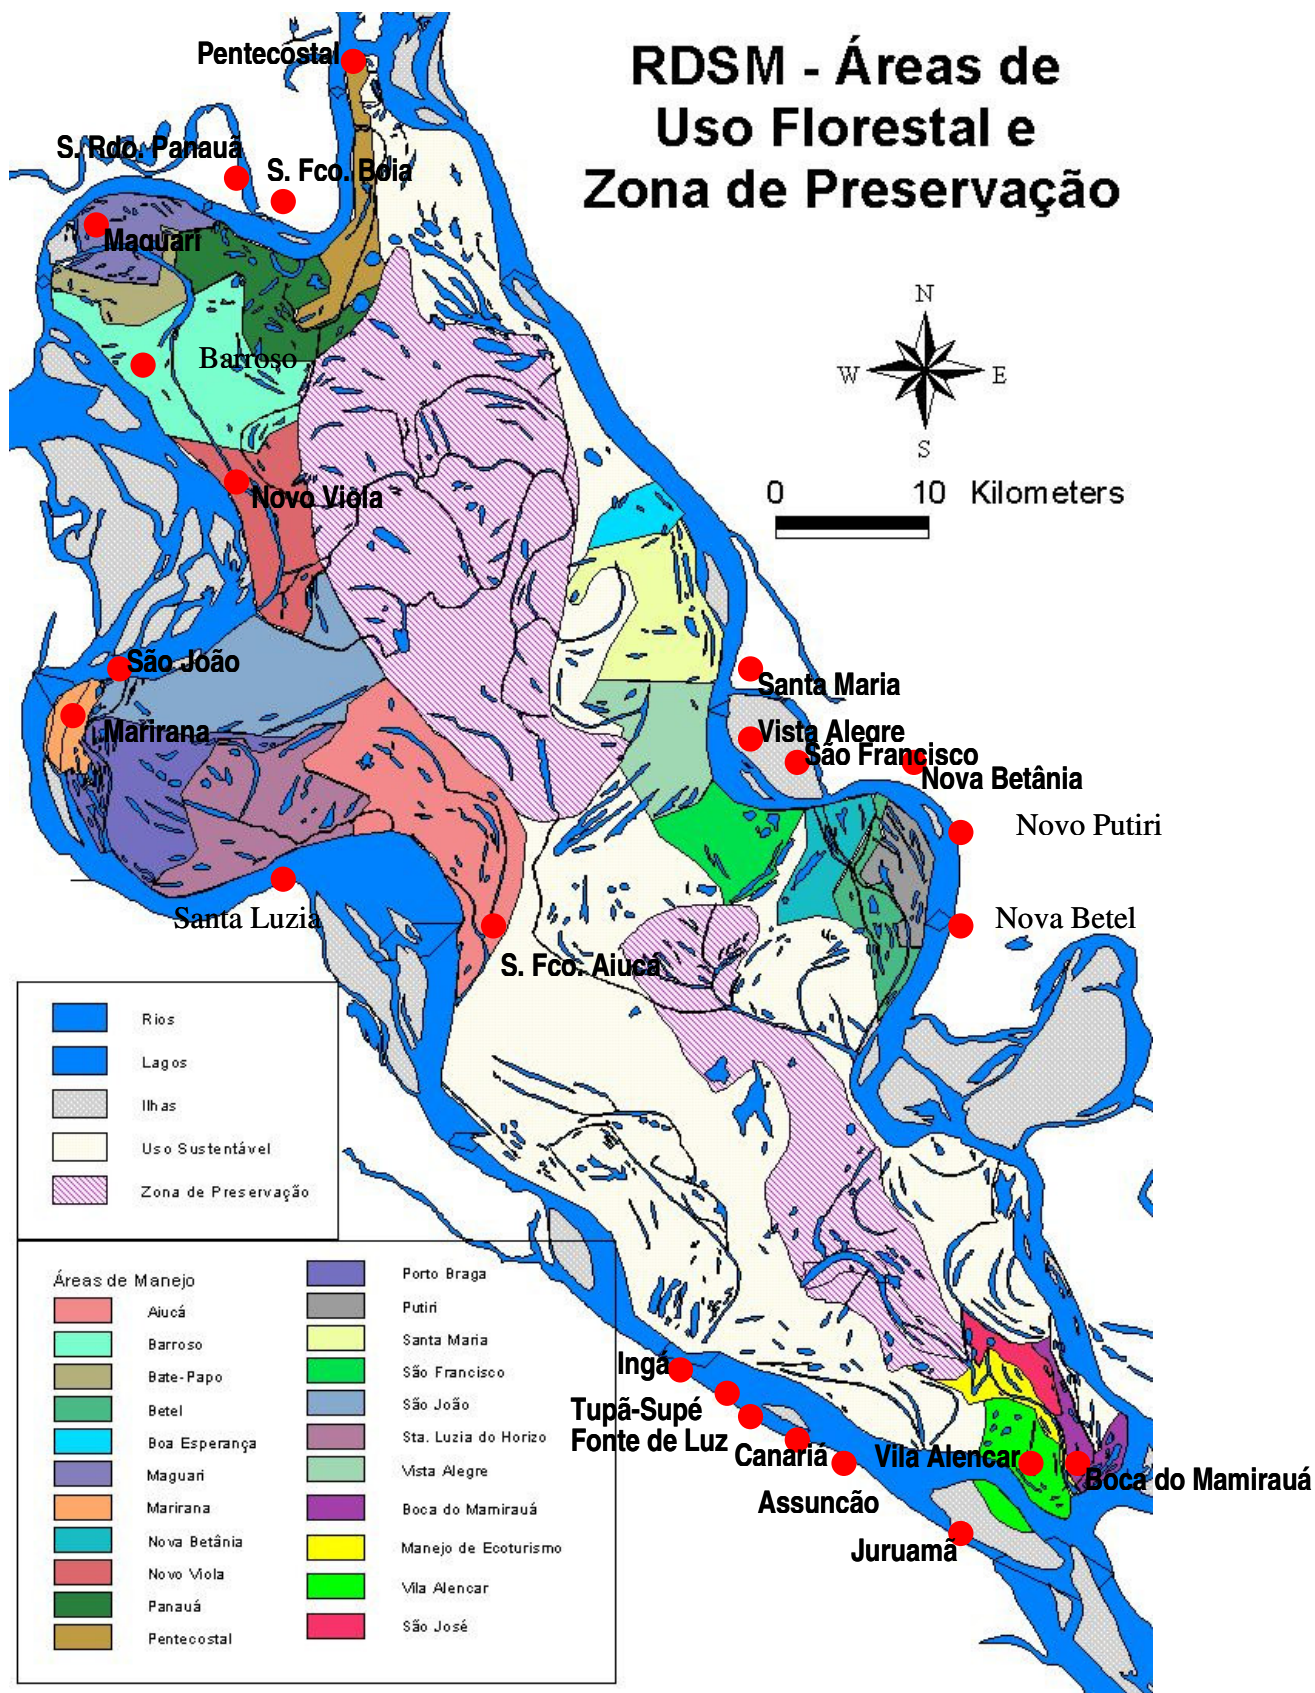 RDSM - Áreas de
Uso Florestal e
Zona de Preservação
Pentecostal
S. Rdo. Panauã
S. Fco. Boia
Maguari
N
W
E
S
Barroso
0 10 Kilometers
Novo Viola
São João
Santa Maria
Marirana
Vista Alegre
São Francisco
Nova Betânia
Novo Putiri
Santa Luzia
Nova Betel
S. Fco. Aiucá
Rios
Lagos
Ilhas
Uso Sustentável
Zona de Preservação
Áreas de Manejo
Aiucá
Barroso
Bate-Papo
Betel
Boa Esperança
Maguari
Marirana
Nova Betânia
Novo Viola
Panauá
Pentecostal
Porto Braga
Putiri
Santa Maria
São Francisco
São João
Sta. Luzia do Horizo
Vista Alegre
Boca do Mamirauá
Manejo de Ecoturismo
Vila Alencar
São José
Ingá
Tupã-Supé
Fonte de Luz
Canariá
Vila Alencar
Boca do Mamirauá
Assuncão
Juruamã